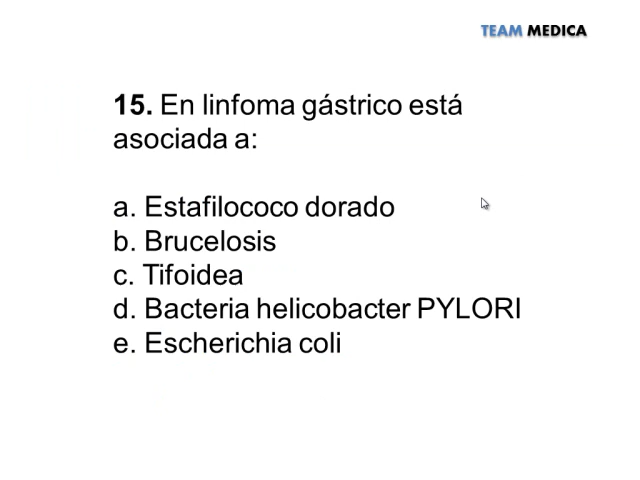 TEAM MEDICA
15. En linfoma gástrico está
asociada a:
a. Estafilococo dorado
b. Brucelosis
c. Tifoidea
d. Bacteria helicobacter PYLORI
e. Escherichia coli